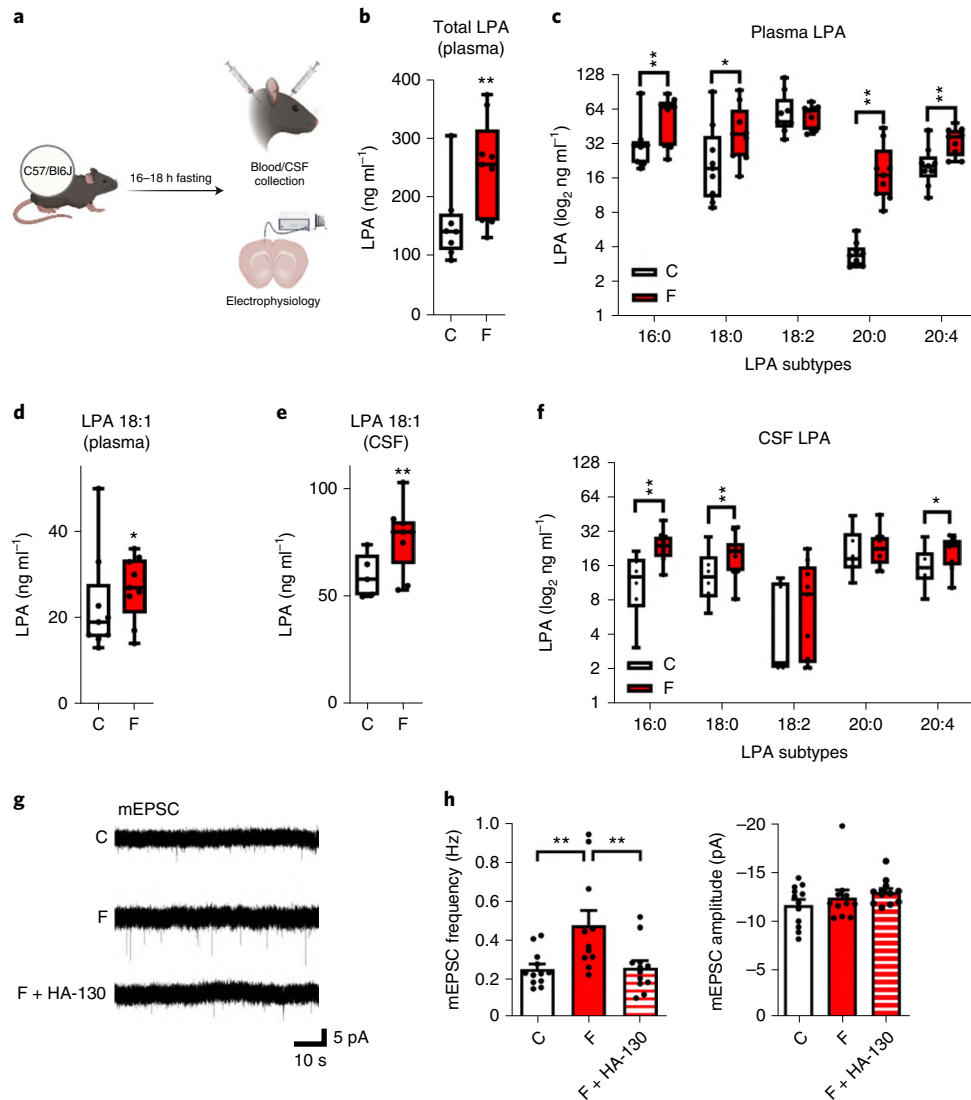 a
C57/Bl6J
16–18 h fasting
Blood/CSF
collection
Electrophysiology
b
Total LPA
(plasma)
LPA (ng ml−1)
400
300
200
100
0
**
C
F
c
Plasma LPA
LPA (log2 ng ml−1)
128
64
32
16
8
4
2
1
**
*
**
**
C
F
16:0
18:0
18:2
20:0
20:4
LPA subtypes
d
LPA 18:1
(plasma)
LPA (ng ml−1)
40
20
0
*
C
F
e
LPA 18:1
(CSF)
LPA (ng ml−1)
100
50
0
**
C
F
f
CSF LPA
LPA (log2 ng ml−1)
128
64
32
16
8
4
2
1
**
**
*
C
F
16:0
18:0
18:2
20:0
20:4
LPA subtypes
g
mEPSC
C
F
F + HA-130
5 pA
10 s
h
mEPSC frequency (Hz)
1.0
0.8
0.6
0.4
0.2
0
**
**
C
F
F + HA-130
mEPSC amplitude (pA)
−20
−15
−10
−5
0
C
F
F + HA-130